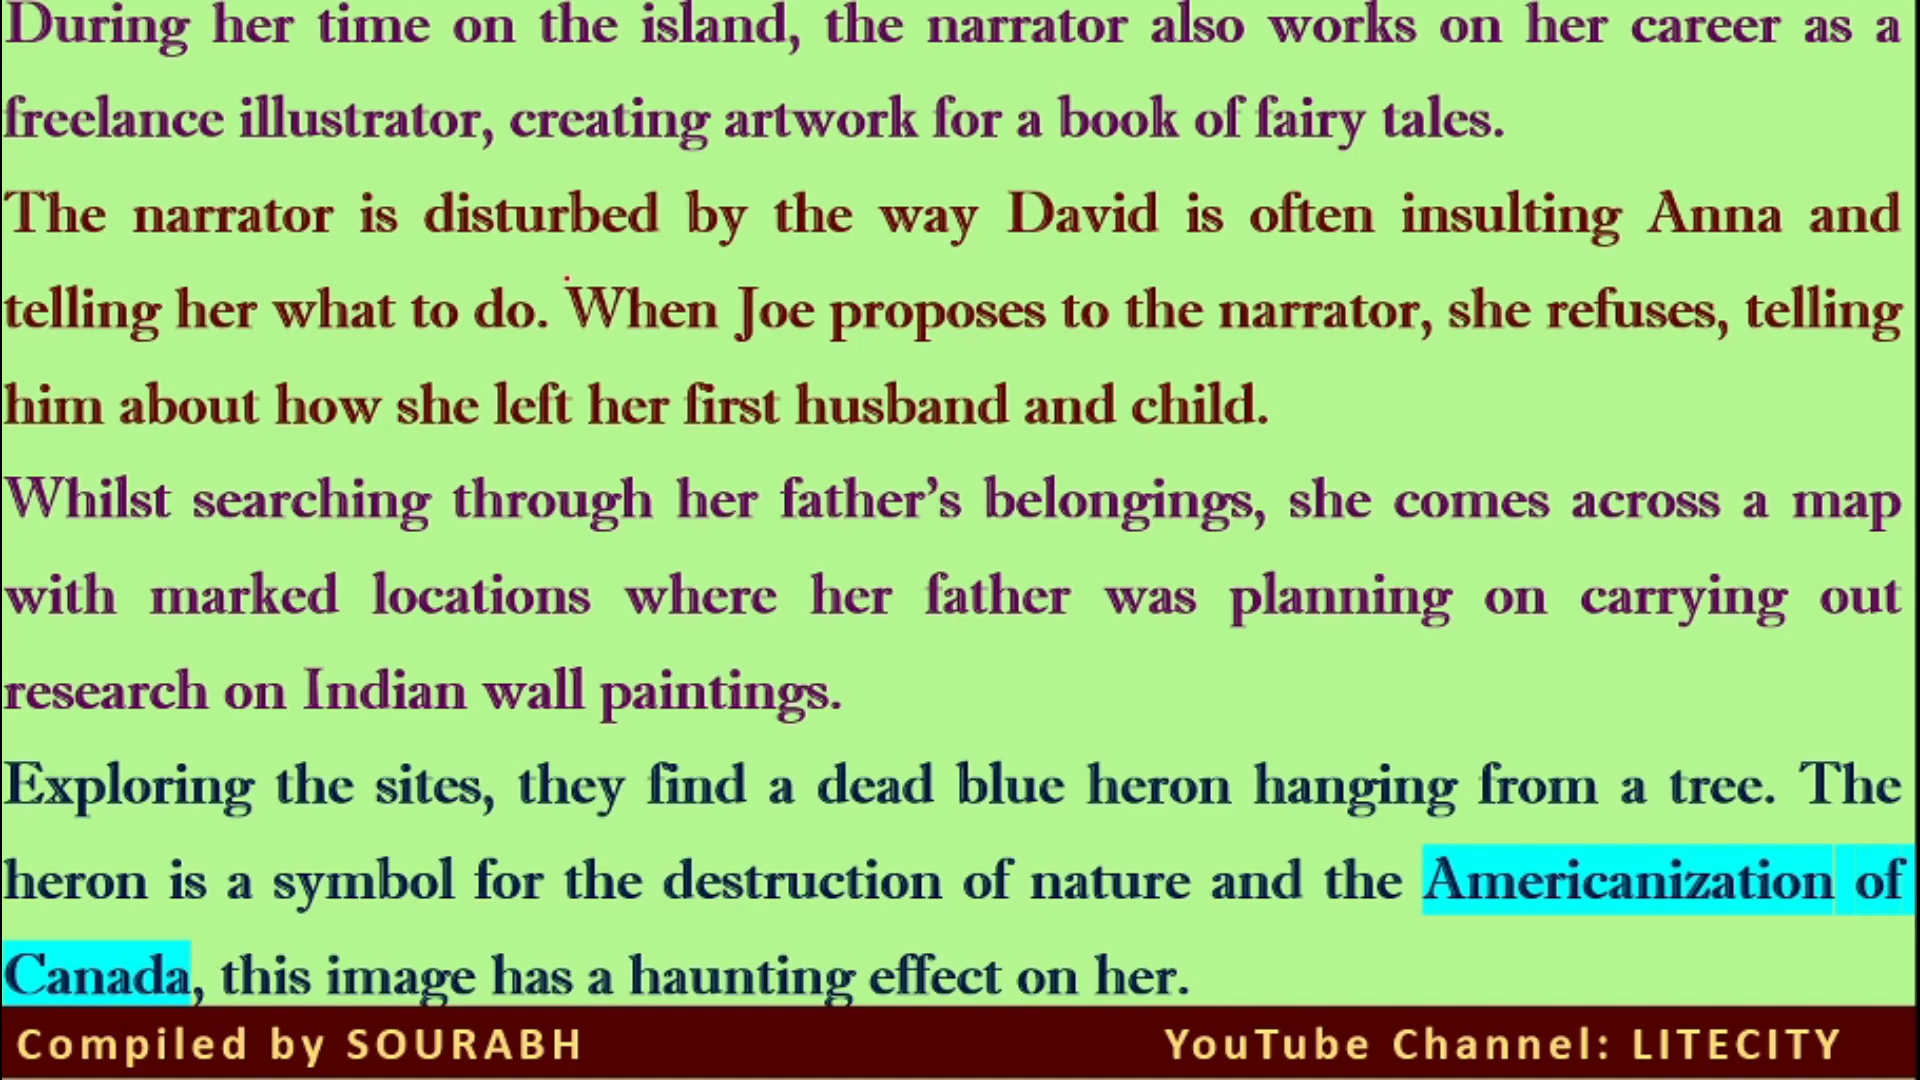 During her time on the island, the narrator also works on her career as a
freelance illustrator, creating artwork for a book of fairy tales.
The narrator is disturbed by the way David is often insulting Anna and
telling her what to do. When Joe proposes to the narrator, she refuses, telling
him about how she left her first husband and child.
Whilst searching through her father’s belongings, she comes across a map
with marked locations where her father was planning on carrying out
research on Indian wall paintings.
Exploring the sites, they find a dead blue heron hanging from a tree. The
heron is a symbol for the destruction of nature and the Americanization of
Canada, this image has a haunting effect on her.
Compiled by SOURABH YouTube Channel: LITECITY